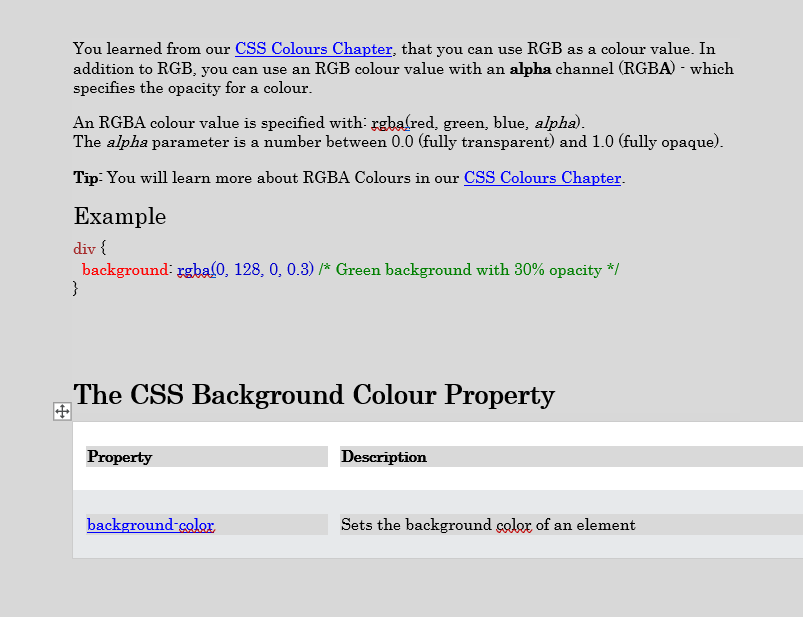 You learned from our CSS Colours Chapter, that you can use RGB as a colour value. In
addition to RGB, you can use an RGB colour value with an alpha channel (RGBA) - which
specifies the opacity for a colour.
An RGBA colour value is specified with: rgba(red, green, blue, alpha).
The alpha parameter is a number between 0.0 (fully transparent) and 1.0 (fully opaque).
Tip: You will learn more about RGBA Colours in our CSS Colours Chapter.
Example
div {
background: rgba(0, 128, 0, 0.3) /* Green background with 30% opacity */
}
The CSS Background Colour Property
Property Description
background-color Sets the background color of an element